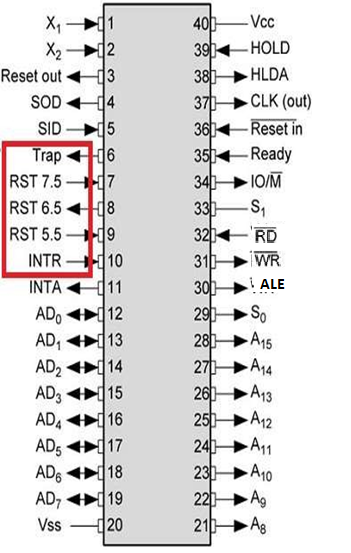 X₁ 1 40 Vcc
X₂ 2 39 HOLD
Reset out 3 38 HLDA
SOD 4 37 CLK (out)
SID 5 36 R̅e̅s̅e̅t̅ i̅n̅
Trap 6 35 Ready
RST 7.5 7 34 IO/M̅
RST 6.5 8 33 S₁
RST 5.5 9 32 R̅D̅
INTR 10 31 W̅R̅
INTA 11 30 ALE
AD₀ 12 29 S₀
AD₁ 13 28 A₁₅
AD₂ 14 27 A₁₄
AD₃ 15 26 A₁₃
AD₄ 16 25 A₁₂
AD₅ 17 24 A₁₁
AD₆ 18 23 A₁₀
AD₇ 19 22 A₉
Vss 20 21 A₈